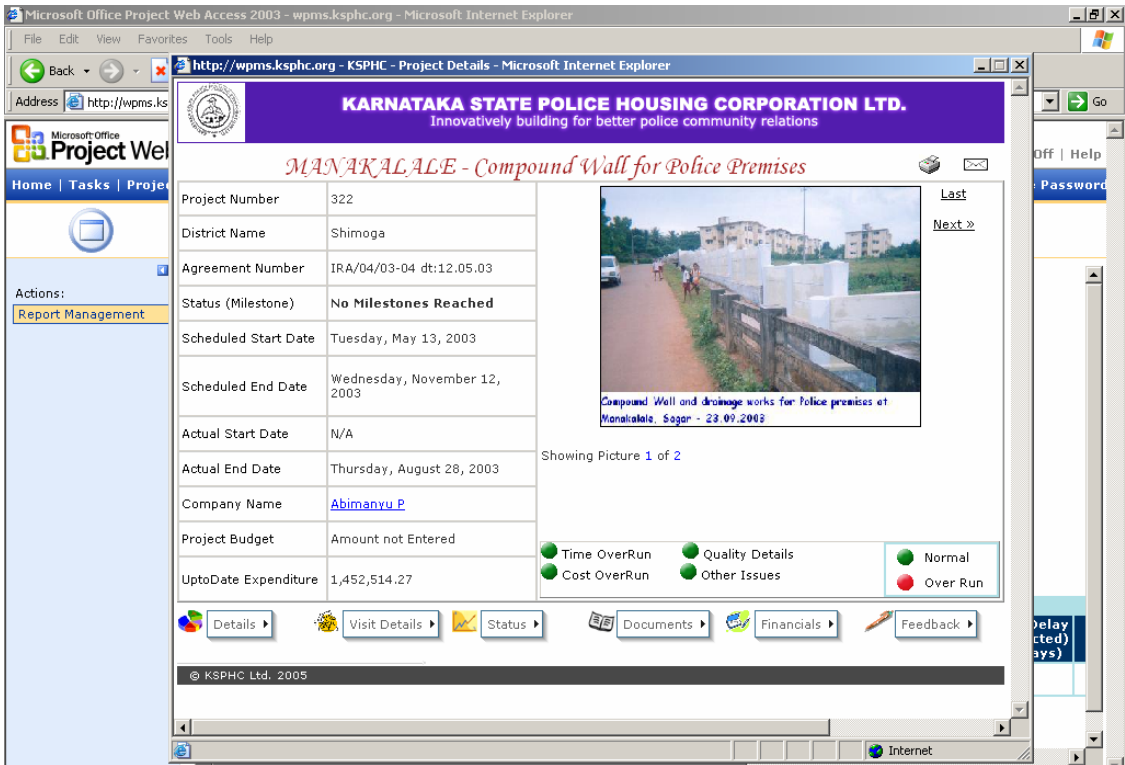 Microsoft Office Project Web Access 2003 - wpms.ksphc.org - Microsoft Internet Explorer
File Edit View Favorites Tools Help
Back
Address http://wpms.ks
Go
Microsoft Office
Project Wel
Off | Help
Home | Tasks | Projec
Password
Actions:
Report Management
http://wpms.ksphc.org - KSPHC - Project Details - Microsoft Internet Explorer
KARNATAKA STATE POLICE HOUSING CORPORATION LTD.
Innovatively building for better police community relations
MANAKALALE - Compound Wall for Police Premises
Project Number 322
District Name Shimoga
Agreement Number IRA/04/03-04 dt:12.05.03
Status (Milestone) No Milestones Reached
Scheduled Start Date Tuesday, May 13, 2003
Scheduled End Date Wednesday, November 12,
2003
Actual Start Date N/A
Actual End Date Thursday, August 28, 2003
Company Name Abimanyu P
Project Budget Amount not Entered
UptoDate Expenditure 1,452,514.27
Last
Next »
Compound Wall and drainage works for Police premises at
Manakalale, Sagar - 23.09.2003
Showing Picture 1 of 2
Time OverRun Quality Details
Cost OverRun Other Issues
Normal
Over Run
Details Visit Details Status Documents Financials Feedback
© KSPHC Ltd. 2005
Delay
cted)
ays)
Internet